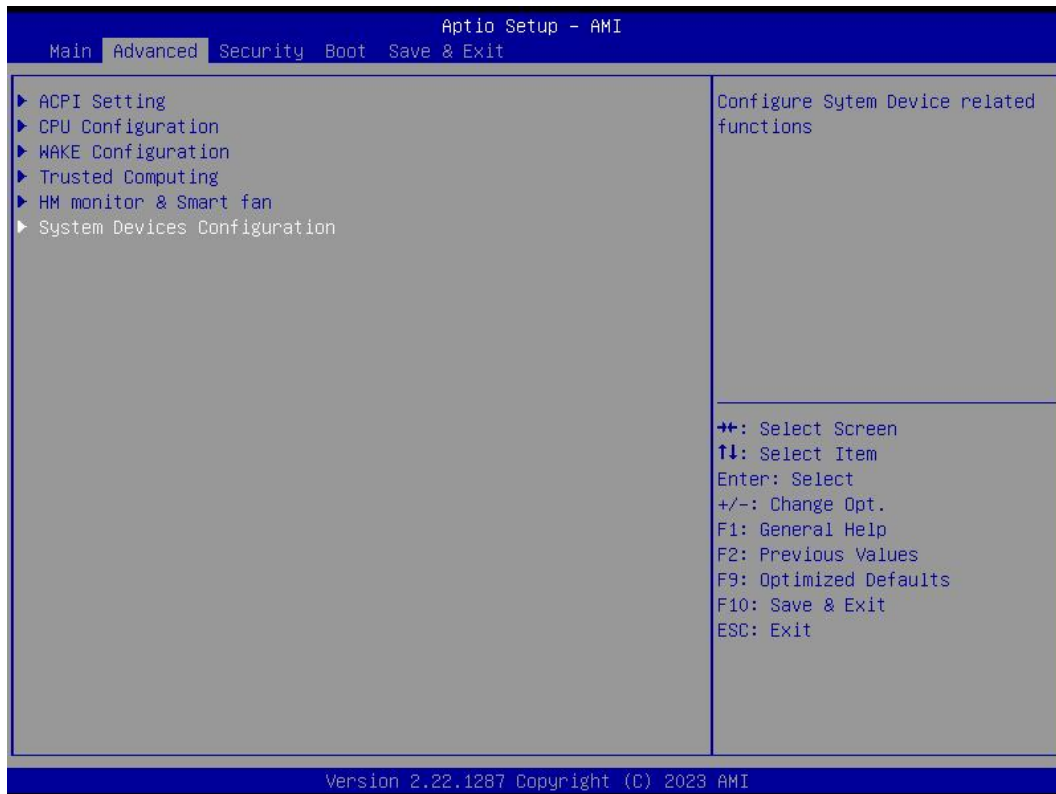 Aptio Setup – AMI
Main Advanced Security Boot Save & Exit
▶ ACPI Setting
▶ CPU Configuration
▶ WAKE Configuration
▶ Trusted Computing
▶ HM monitor & Smart fan
▶ System Devices Configuration
Configure Sytem Device related
functions
→←: Select Screen
↑↓: Select Item
Enter: Select
+/-: Change Opt.
F1: General Help
F2: Previous Values
F9: Optimized Defaults
F10: Save & Exit
ESC: Exit
Version 2.22.1287 Copyright (C) 2023 AMI